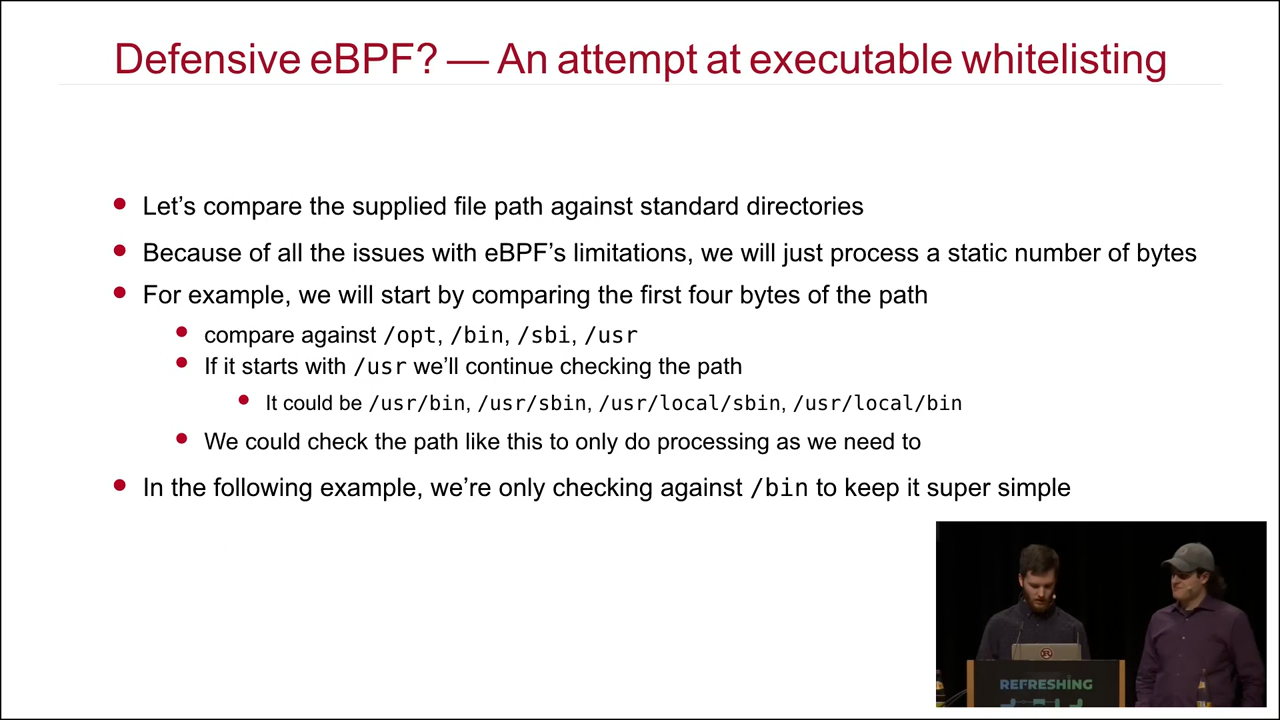 Defensive eBPF? — An attempt at executable whitelisting
Let’s compare the supplied file path against standard directories
Because of all the issues with eBPF’s limitations, we will just process a static number of bytes
For example, we will start by comparing the first four bytes of the path
compare against /opt, /bin, /sbi, /usr
If it starts with /usr we’ll continue checking the path
It could be /usr/bin, /usr/sbin, /usr/local/sbin, /usr/local/bin
We could check the path like this to only do processing as we need to
In the following example, we’re only checking against /bin to keep it super simple
REFRESHING